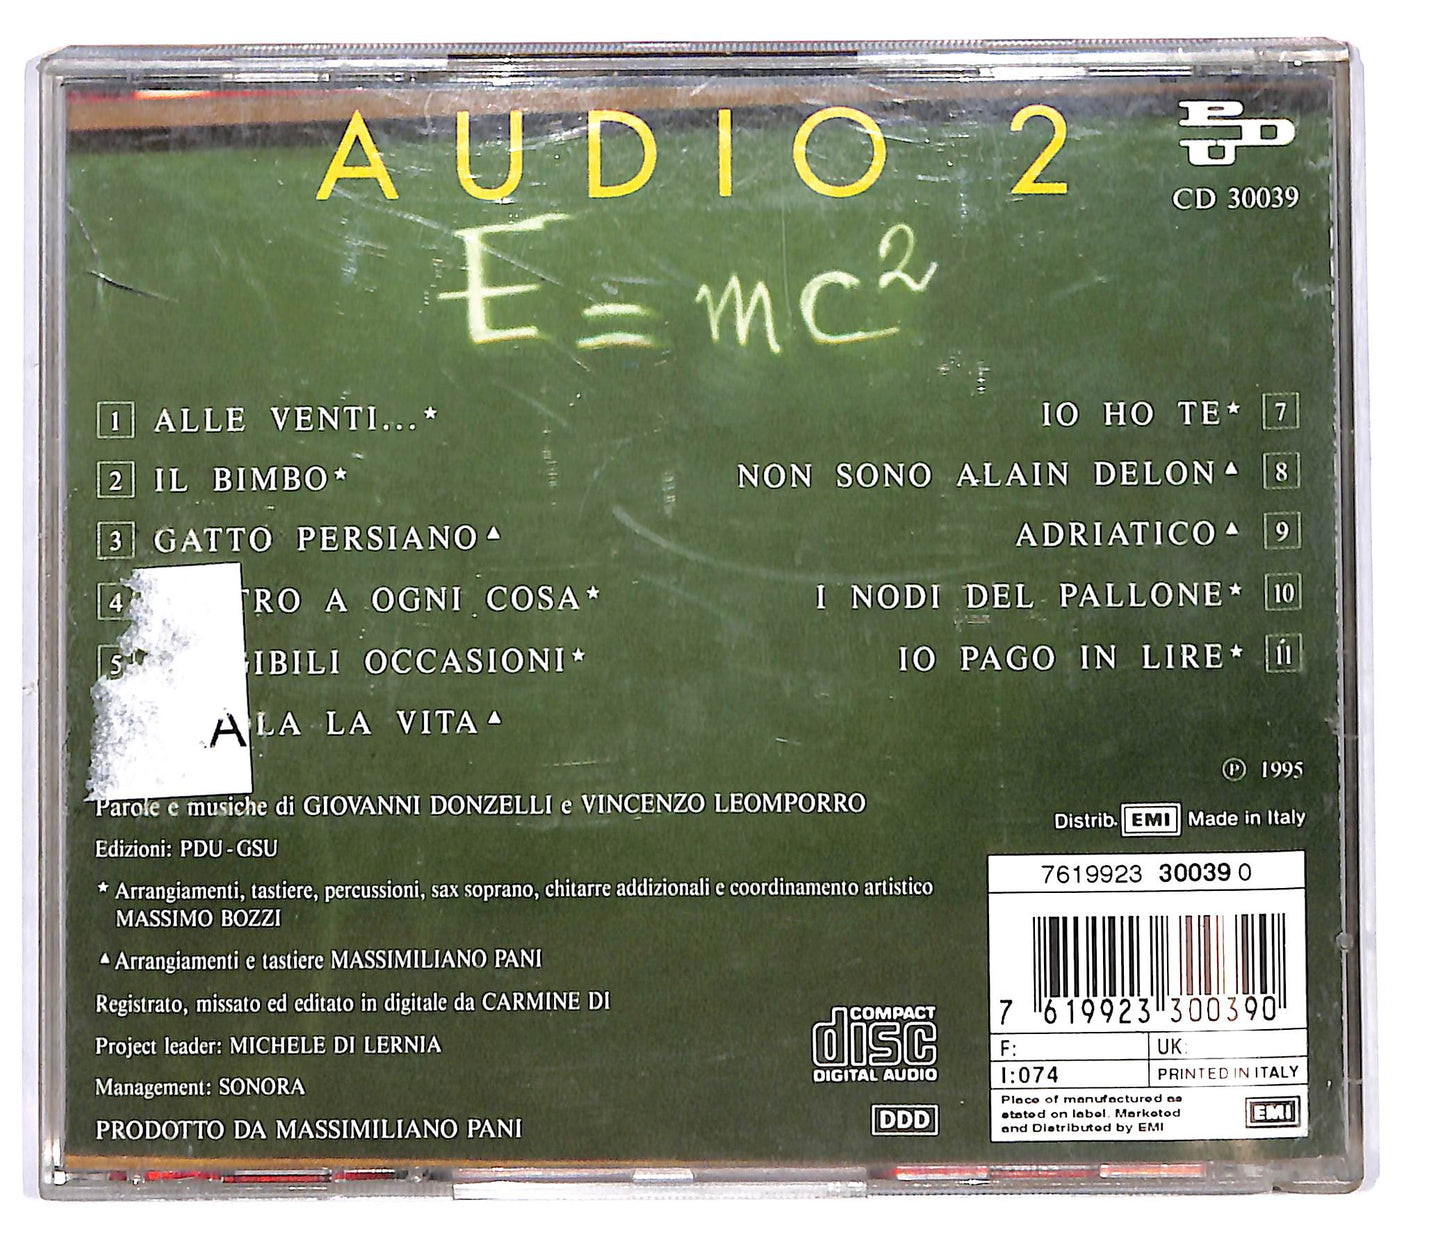 AUDIO 2
PDU
CD 30039
E = mc²
1 ALLE VENTI...★
2 IL BIMBO★
3 GATTO PERSIANO▲
4 TRO A OGNI COSA★
5 GIBILI OCCASIONI★
A LA LA VITA▲
IO HO TE★ 7
NON SONO ALAIN DELON▲ 8
ADRIATICO▲ 9
I NODI DEL PALLONE★ 10
IO PAGO IN LIRE★ 11
Ⓟ 1995
Distrib. EMI Made in Italy
Parole e musiche di GIOVANNI DONZELLI e VINCENZO LEOMPORRO
Edizioni: PDU-GSU
★ Arrangiamenti, tastiere, percussioni, sax soprano, chitarre addizionali e coordinamento artistico
MASSIMO BOZZI
▲ Arrangiamenti e tastiere MASSIMILIANO PANI
Registrato, missato ed editato in digitale da CARMINE DI
Project leader: MICHELE DI LERNIA
Management: SONORA
PRODOTTO DA MASSIMILIANO PANI
COMPACT
disc
DIGITAL AUDIO
DDD
7619923 30039 0
7 619923 300390
F: UK:
I:074 PRINTED IN ITALY
Place of manufactured as
stated on label. Marketed
and Distributed by EMI
EMI